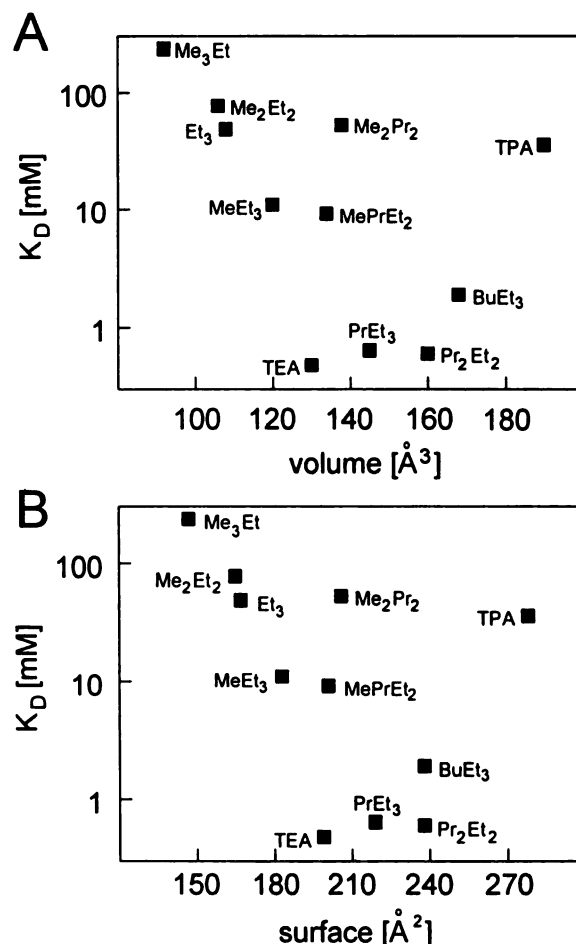 A
Me₃Et
100
Me₂Et₂
Et₃
Me₂Pr₂
TPA
K_D [mM]
MeEt₃
MePrEt₂
10
BuEt₃
PrEt₃
1
TEA
Pr₂Et₂
100 120 140 160 180
volume [Å³]
B
Me₃Et
100
Me₂Et₂
Et₃
Me₂Pr₂
TPA
K_D [mM]
MeEt₃
MePrEt₂
10
BuEt₃
PrEt₃
1
TEA
Pr₂Et₂
150 180 210 240 270
surface [Å²]